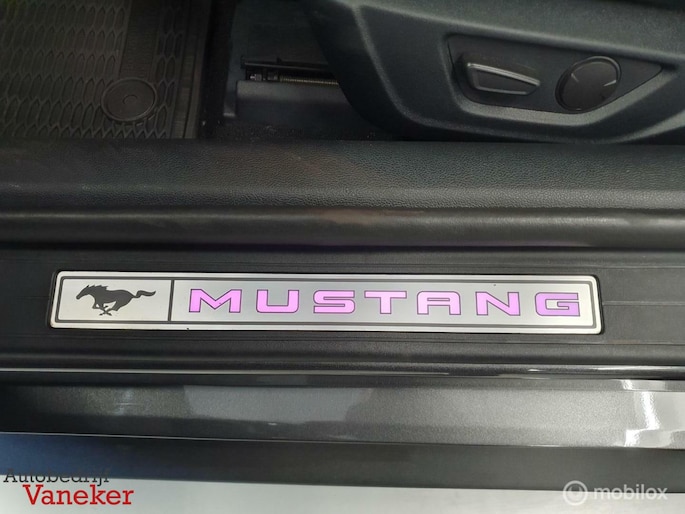 MUSTANG
Autobedrijf
Vaneker
mobilox